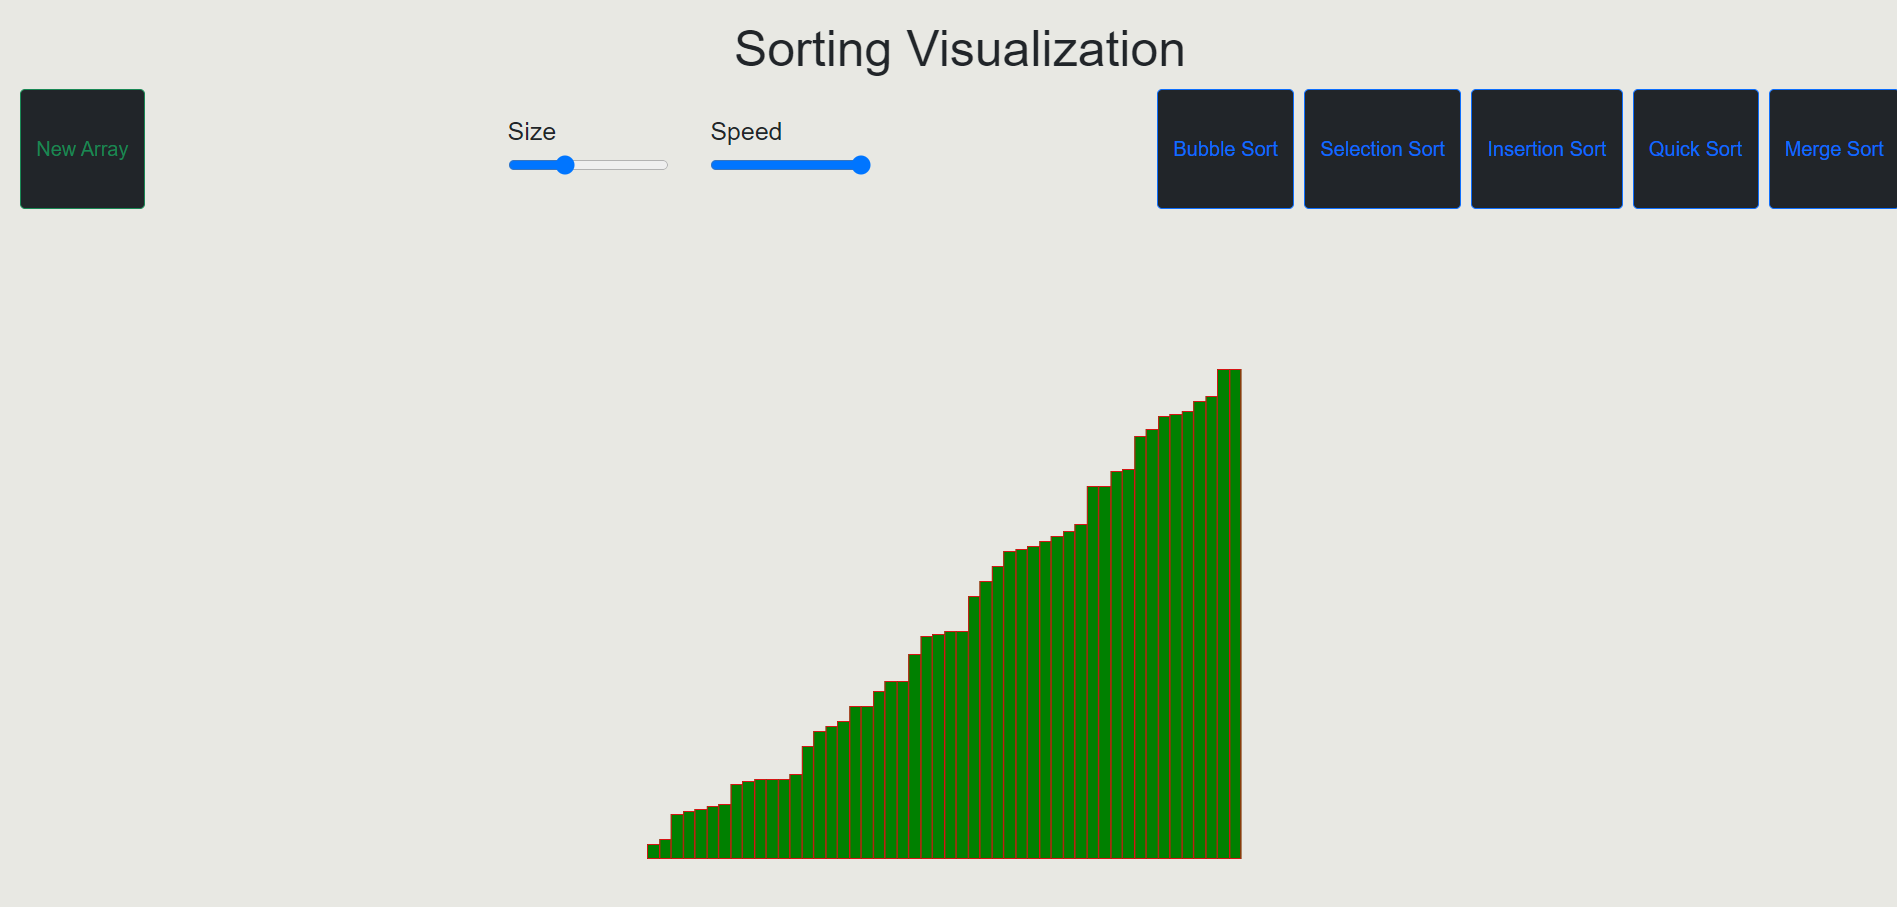 Sorting Visualization
New Array
Size
Speed
Bubble Sort
Selection Sort
Insertion Sort
Quick Sort
Merge Sort